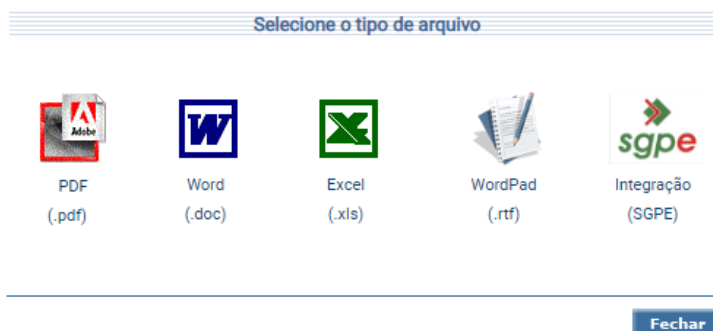 Selecione o tipo de arquivo
Adobe
W
X
sgpe
PDF
(.pdf)
Word
(.doc)
Excel
(.xls)
WordPad
(.rtf)
Integração
(SGPE)
Fechar